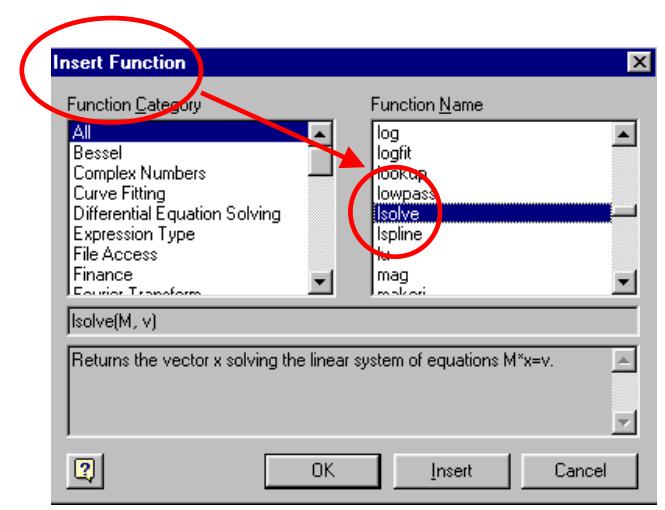 Insert Function
Function Category
Function Name
All
Bessel
Complex Numbers
Curve Fitting
Differential Equation Solving
Expression Type
File Access
Finance
Fourier Transform
log
logfit
lookup
lowpass
lsolve
lspline
lu
mag
lsolve(M, v)
Returns the vector x solving the linear system of equations M*x=v.
OK
Insert
Cancel